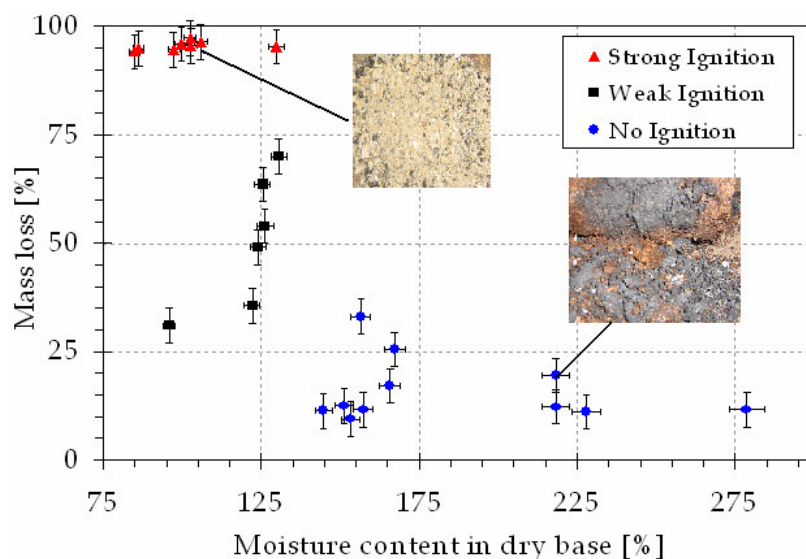 100
75
50
25
0
Mass loss [%]
Strong Ignition
Weak Ignition
No Ignition
75 125 175 225 275
Moisture content in dry base [%]